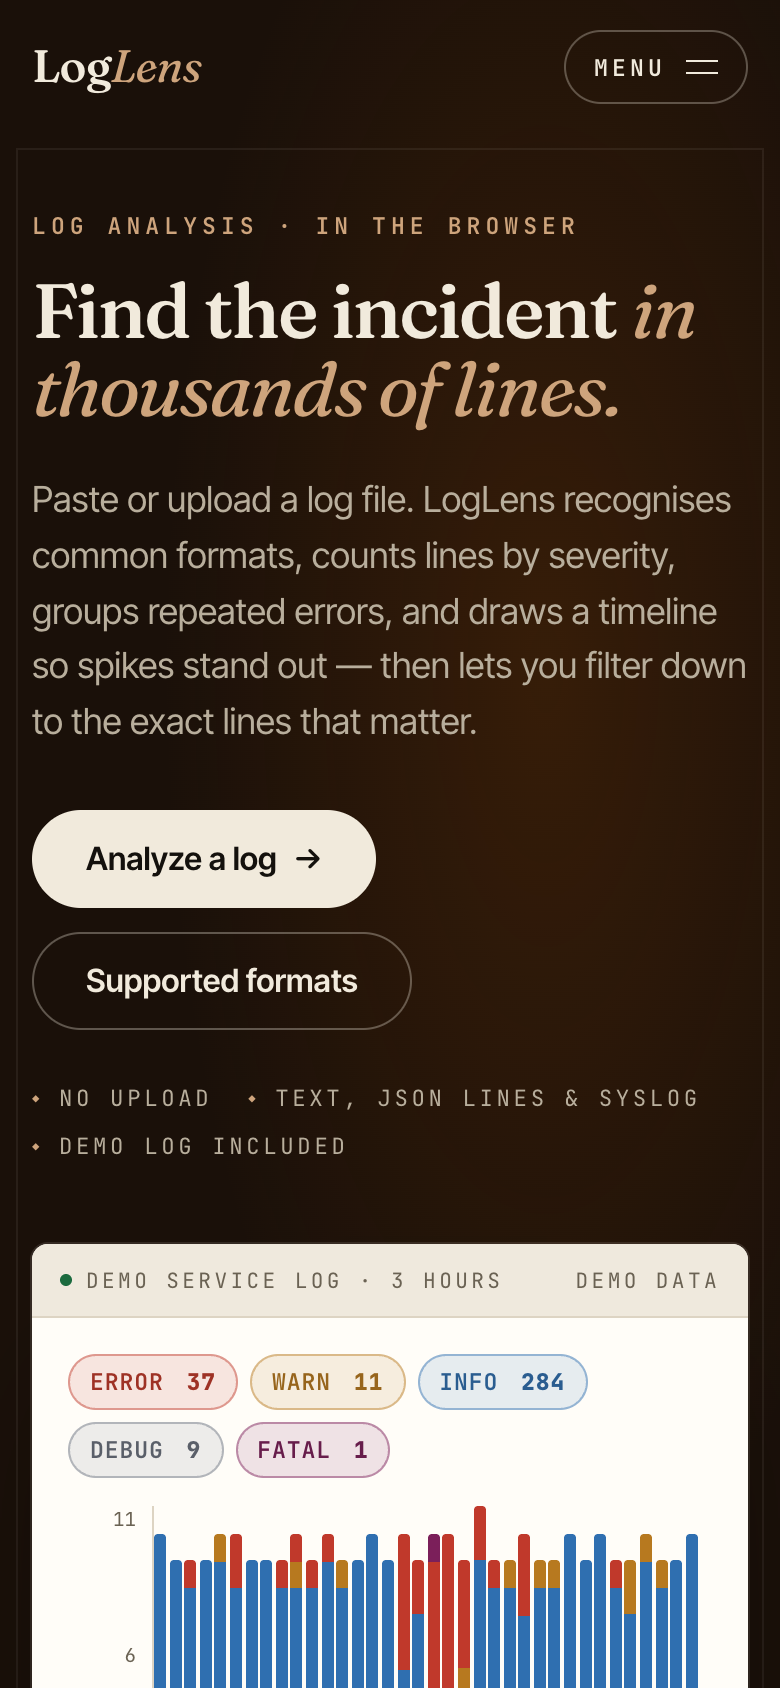 LogLens
MENU
LOG ANALYSIS · IN THE BROWSER
Find the incident in
thousands of lines.
Paste or upload a log file. LogLens recognises
common formats, counts lines by severity,
groups repeated errors, and draws a timeline
so spikes stand out — then lets you filter down
to the exact lines that matter.
Analyze a log →
Supported formats
◆ NO UPLOAD ◆ TEXT, JSON LINES & SYSLOG
◆ DEMO LOG INCLUDED
DEMO SERVICE LOG · 3 HOURS DEMO DATA
ERROR 37 WARN 11 INFO 284
DEBUG 9 FATAL 1
11
6